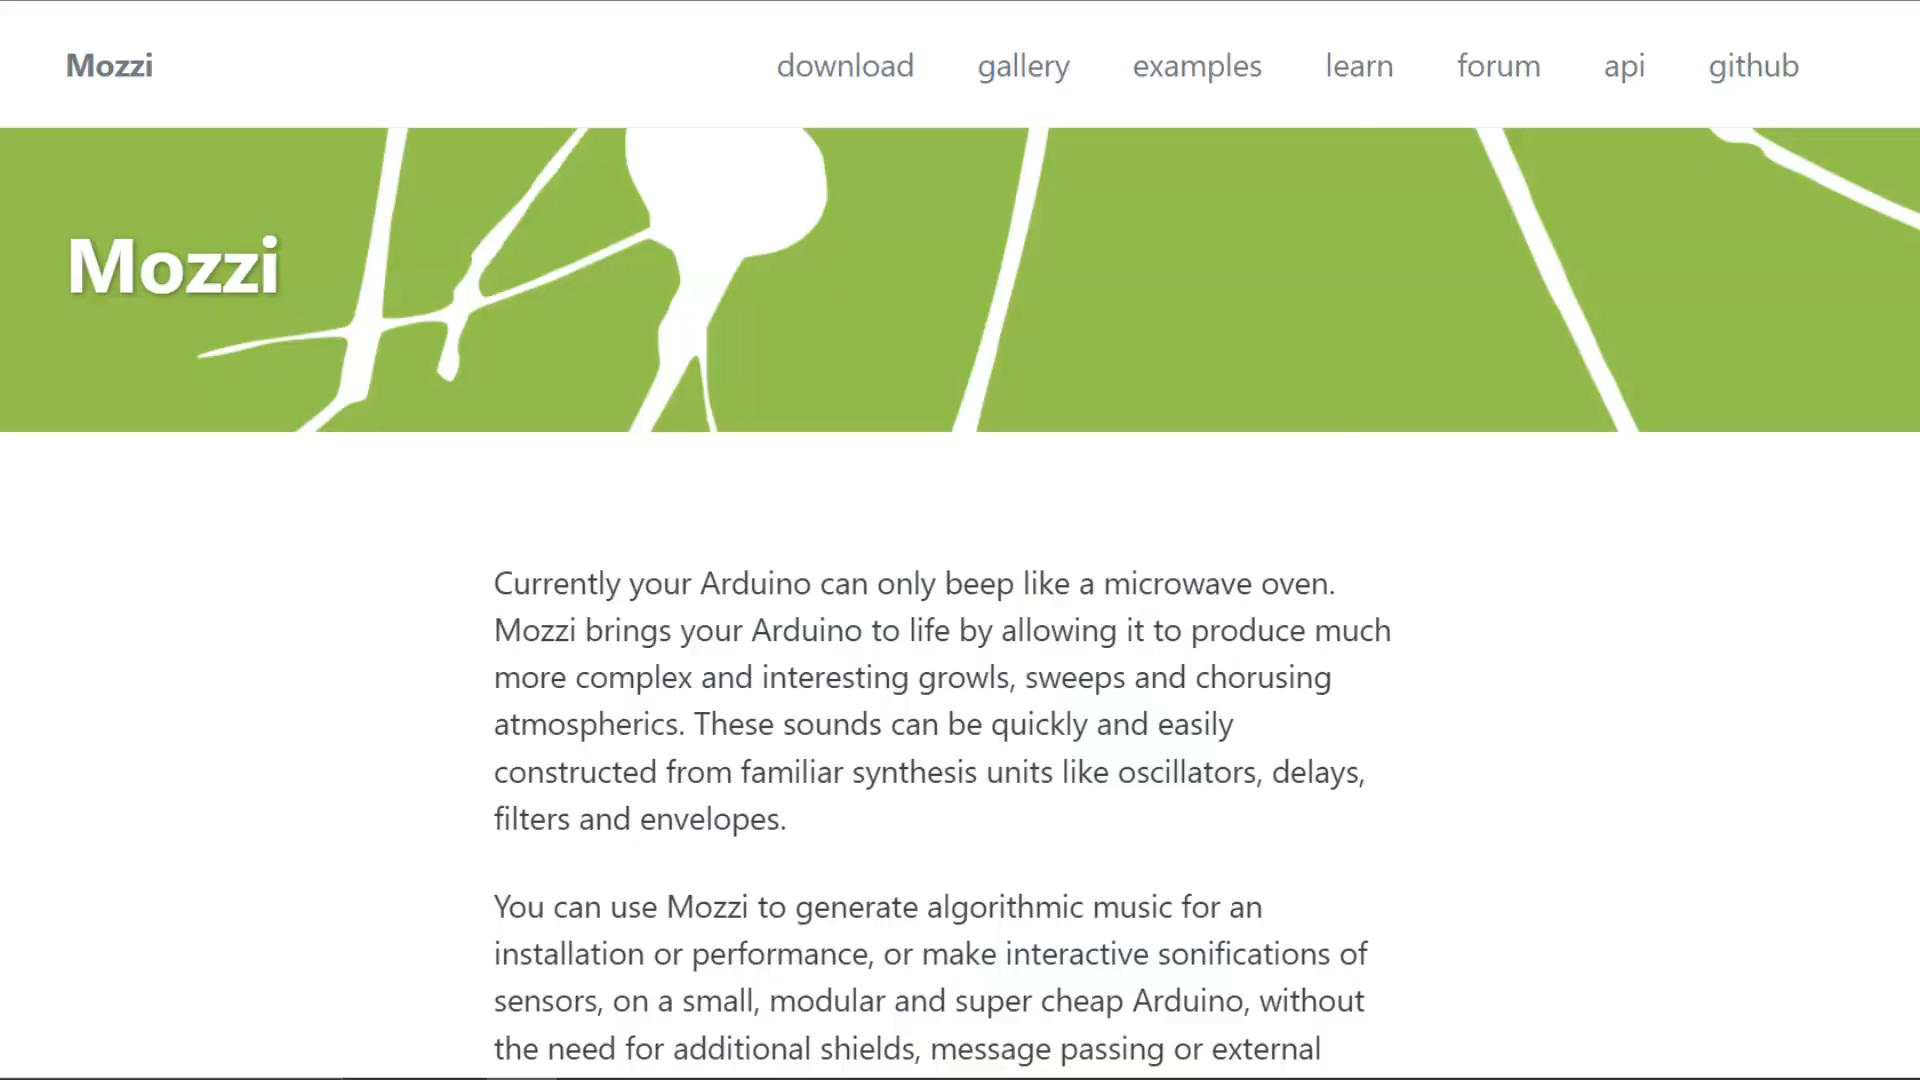 Mozzi
download gallery examples learn forum api github
Mozzi
Currently your Arduino can only beep like a microwave oven.
Mozzi brings your Arduino to life by allowing it to produce much
more complex and interesting growls, sweeps and chorusing
atmospherics. These sounds can be quickly and easily
constructed from familiar synthesis units like oscillators, delays,
filters and envelopes.
You can use Mozzi to generate algorithmic music for an
installation or performance, or make interactive sonifications of
sensors, on a small, modular and super cheap Arduino, without
the need for additional shields, message passing or external